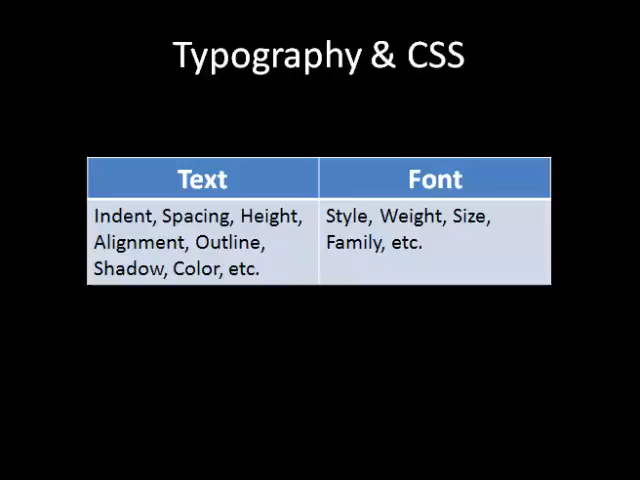 Typography & CSS
Text
Font
Indent, Spacing, Height,
Alignment, Outline,
Shadow, Color, etc.
Style, Weight, Size,
Family, etc.